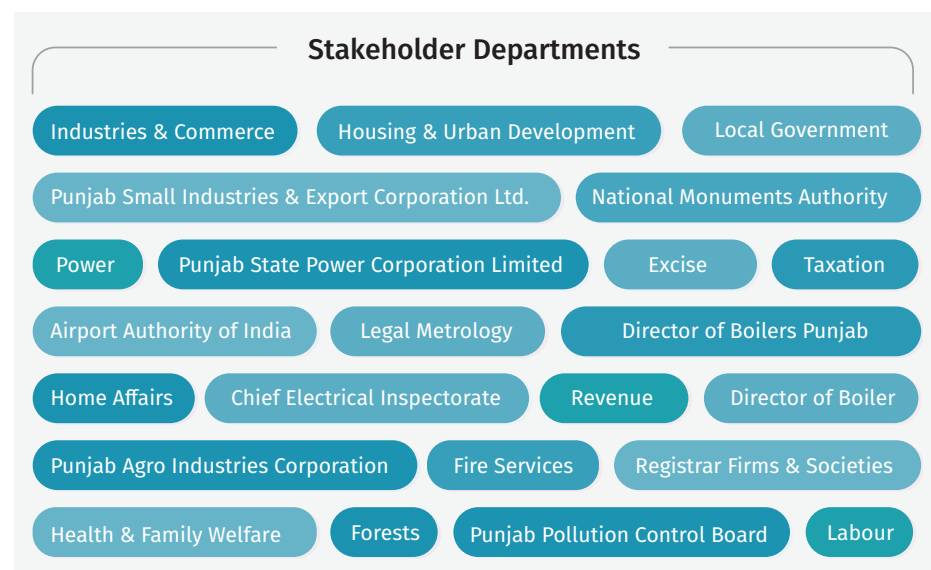 Stakeholder Departments
Industries & Commerce Housing & Urban Development Local Government
Punjab Small Industries & Export Corporation Ltd. National Monuments Authority
Power Punjab State Power Corporation Limited Excise Taxation
Airport Authority of India Legal Metrology Director of Boilers Punjab
Home Affairs Chief Electrical Inspectorate Revenue Director of Boiler
Punjab Agro Industries Corporation Fire Services Registrar Firms & Societies
Health & Family Welfare Forests Punjab Pollution Control Board Labour